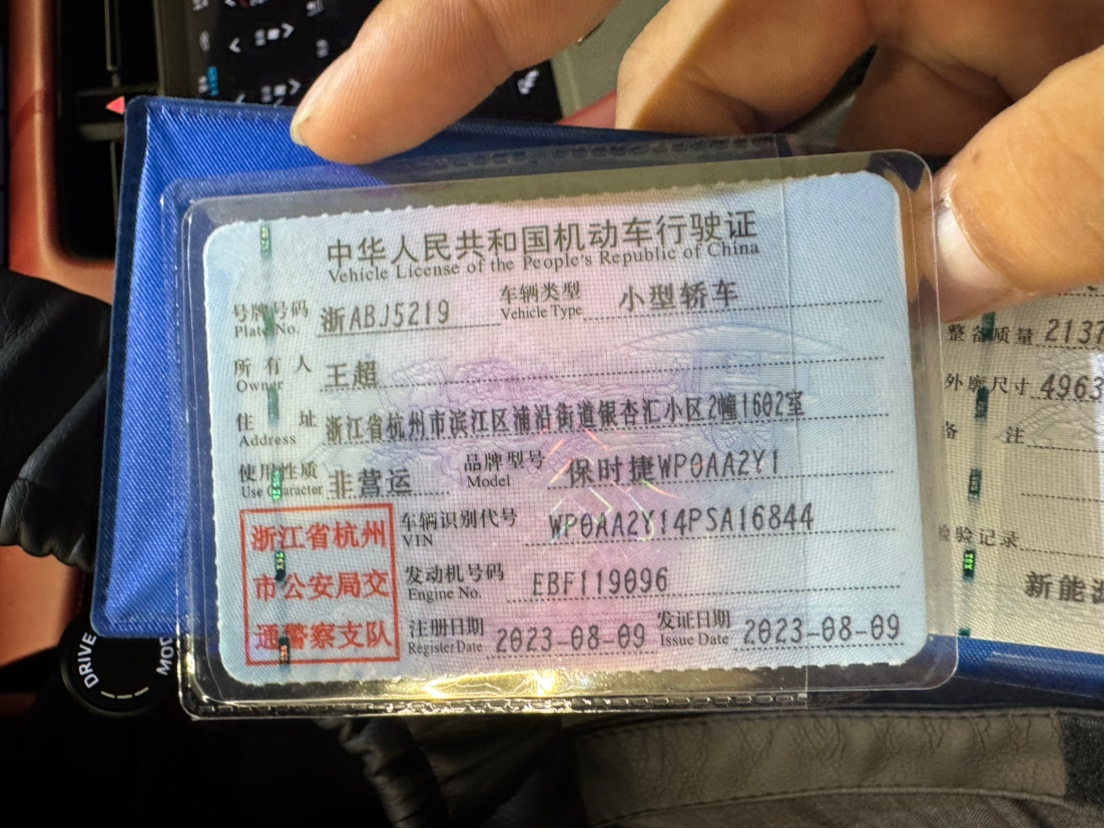 中华人民共和国机动车行驶证
Vehicle License of the People's Republic of China
号牌号码 浙ABJ5219 车辆类型 小型轿车
Plate No. Vehicle Type
所有人 王超
Owner
住址 浙江省杭州市滨江区浦沿街道银杏汇小区2幢1602室
Address
使用性质 非营运 品牌型号 保时捷WP0AA2Y1
Use Character Model
浙江省杭州
市公安局交
通警察支队
车辆识别代号 WP0AA2Y14PSA16844
VIN
发动机号码 EBF119096
Engine No.
注册日期 2023-08-09 发证日期 2023-08-09
Register Date Issue Date
整备质量 2137
外廓尺寸 4963
备注
检验记录
新能源
DRIVE